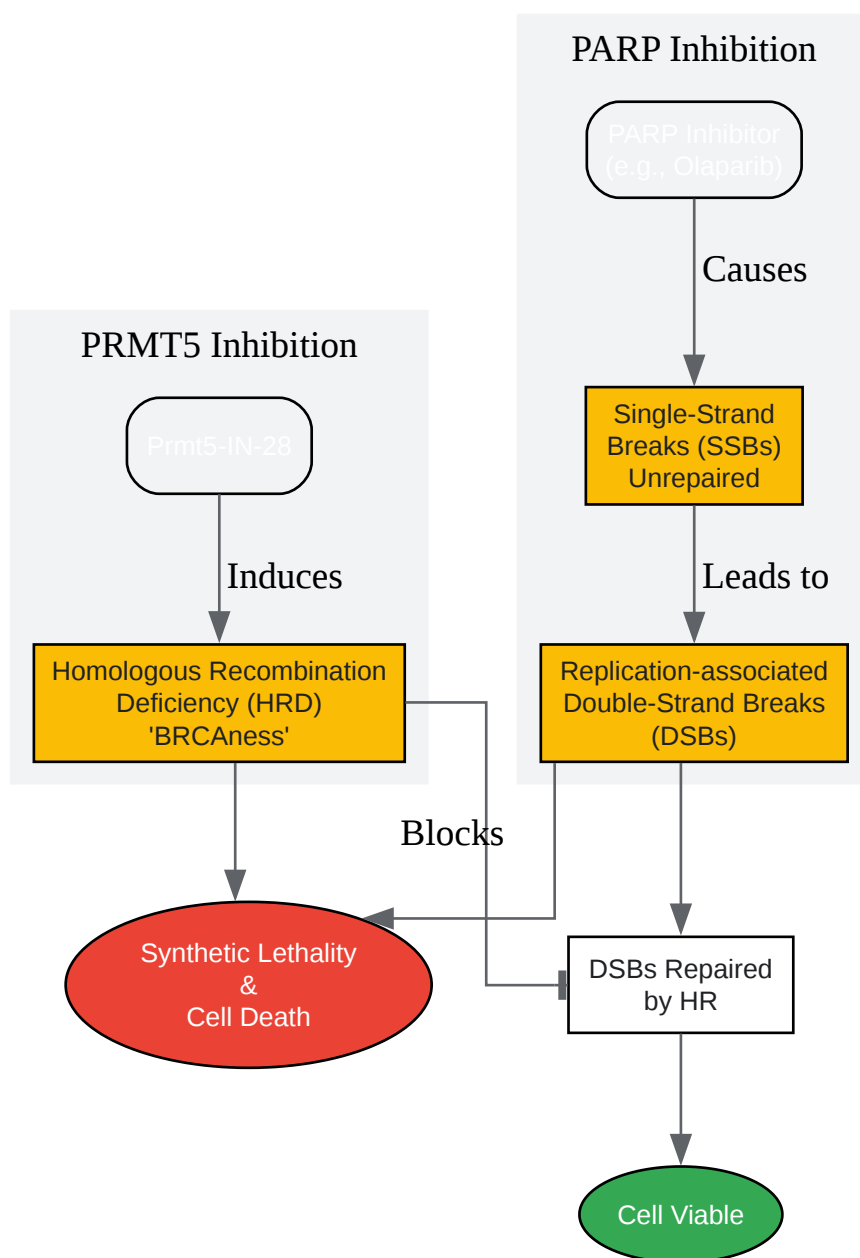 PARP Inhibition
PARP Inhibitor
(e.g., Olaparib)
Causes
PRMT5 Inhibition
Prmt5-IN-28
Single-Strand
Breaks (SSBs)
Unrepaired
Induces
Leads to
Homologous Recombination
Deficiency (HRD)
'BRCAness'
Replication-associated
Double-Strand Breaks
(DSBs)
Blocks
Synthetic Lethality
&
Cell Death
DSBs Repaired
by HR
Cell Viable